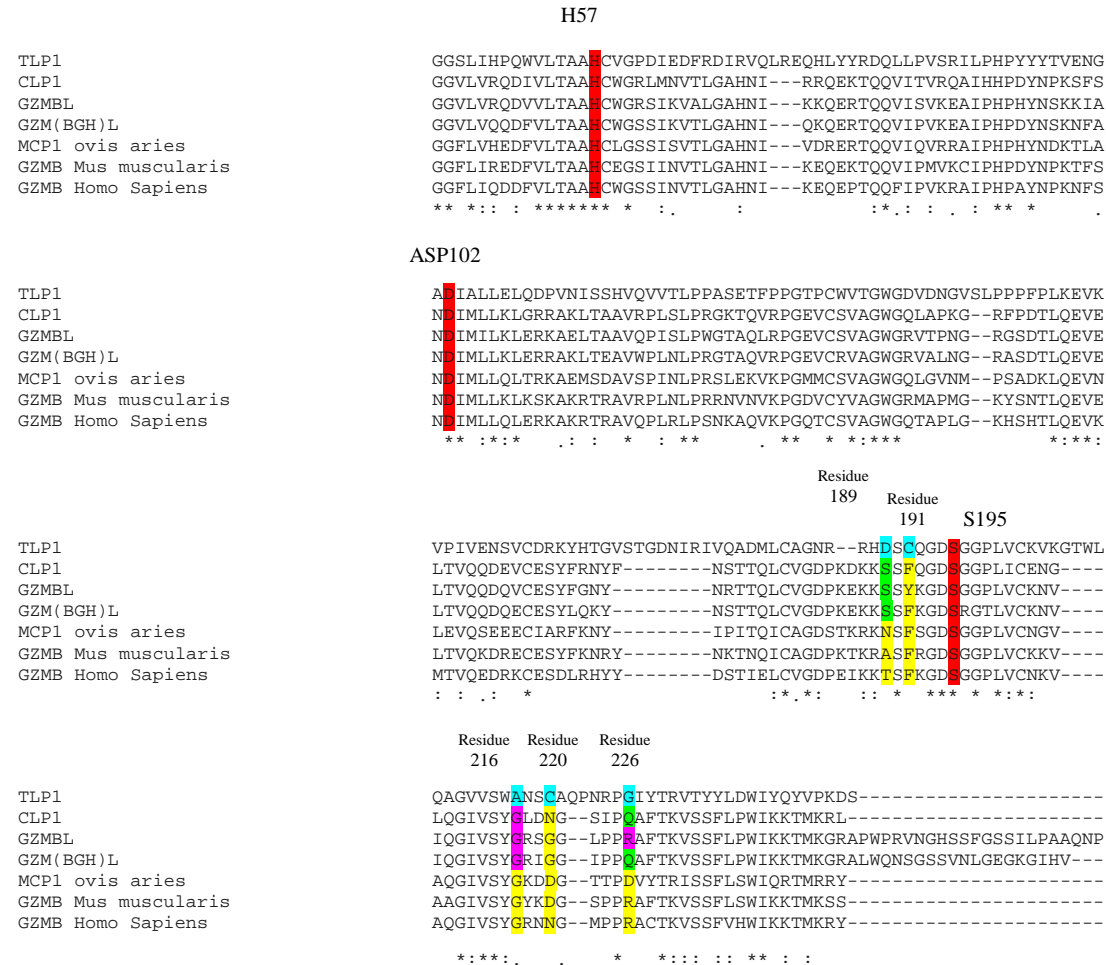 H57
TLP1 GGSLIHPQWVLTAAHCVGPDIEDFRDIRVQLREQHLYYRDQLLPVSRILPHPYYYTVENG
CLP1 GGVLVRQDIVLTAAHCWGRLMNVTLGAHNI---RRQEKTQQVITVRQAIHHPDYNPKSFS
GZMBL GGVLVRQDVVLTAAHCWGRSIKVALGAHNI---KKQERTQQVISVKEAIPHPHYNSKKIA
GZM(BGH)L GGVLVQQDFVLTAAHCWGSSIKVTLGAHNI---QKQERTQQVIPVKEAIPHPDYNSKNFA
MCP1 ovis aries GGFLVHEDFVLTAAHCLGSSISVTLGAHNI---VDRERTQQVIQVRRAIPHPHYNDKTLA
GZMB Mus muscularis GGFLIREDFVLTAAHCEGSIINVTLGAHNI---KEQEKTQQVIPMVKCIPHPDYNPKTFS
GZMB Homo Sapiens GGFLIQDDFVLTAAHCWGSSINVTLGAHNI---KEQEPTQQFIPVKRAIPHPAYNPKNFS
** *:: : ******* * :. : :*.: : . : ** * .
ASP102
TLP1 ADIALLELQDPVNISSHVQVVTLPPASETFPPGTPCWVTGWGDVDNGVSLPPPFPLKEVK
CLP1 NDIMLLKLGRRAKLTAAVRPISLPRGKTQVRPGEVCSVAGWGQLAPKG--RFPDTLQEVE
GZMBL NDIMILKLERKAELTAAVQPISLPWGTAQLRPGEVCSVAGWGRVTPNG--RGSDTLQEVE
GZM(BGH)L NDIMLLKLERKAKLTEAVWPLNLPRGTAQVRPGEVCRVAGWGRVALNG--RASDTLQEVE
MCP1 ovis aries NDIMLLQLTRKAEMSDAVSPINLPRSLEKVKPGMMCSVAGWGQLGVNM--PSADKLQEVN
GZMB Mus muscularis NDIMLLKLKSKAKRTRAVRPLNLPRRNVNVKPGDVCYVAGWGRMAPMG--KYSNTLQEVE
GZMB Homo Sapiens NDIMLLQLERKAKRTRAVQPLRLPSNKAQVKPGQTCSVAGWGQTAPLG--KHSHTLQEVK
** :*:* .: : * : ** . ** * *:*** *:**:
Residue
189
Residue
191
S195
TLP1 VPIVENSVCDRKYHTGVSTGDNIRIVQADMLCAGNR--RHDSCQGDSGGPLVCKVKGTWL
CLP1 LTVQQDEVCESYFRNYF--------NSTTQLCVGDPKDKKSSFQGDSGGPLICENG----
GZMBL LTVQQDQVCESYFGNY---------NRTTQLCVGDPKEKKSSYKGDSGGPLVCKNV----
GZM(BGH)L LTVQQDQECESYLQKY---------NSTTQLCVGDPKEKKSSFKGDSRGTLVCKNV----
MCP1 ovis aries LEVQSEEECIARFKNY---------IPITQICAGDSTKRKNSFSGDSGGPLVCNGV----
GZMB Mus muscularis LTVQKDRECESYFKNRY--------NKTNQICAGDPKTKRASFRGDSGGPLVCKKV----
GZMB Homo Sapiens MTVQEDRKCESDLRHYY--------DSTIELCVGDPEIKKTSFKGDSGGPLVCNKV----
: : .: * :*.*: :: * *** * *:*:
Residue Residue Residue
216 220 226
TLP1 QAGVVSWANSCAQPNRPGIYTRVTYYLDWIYQYVPKDS----------------------
CLP1 LQGIVSYGLDNG--SIPQAFTKVSSFLPWIKKTMKRL-----------------------
GZMBL IQGIVSYGRSGG--LPPRAFTKVSSFLPWIKKTMKGRAPWPRVNGHSSFGSSILPAAQNP
GZM(BGH)L IQGIVSYGRIGG--IPPQAFTKVSSFLPWIKKTMKGRALWQNSGSSVNLGEGKGIHV---
MCP1 ovis aries AQGIVSYGKDDG--TTPDVYTRISSFLSWIQRTMRRY-----------------------
GZMB Mus muscularis AAGIVSYGYKDG--SPPRAFTKVSSFLSWIKKTMKSS-----------------------
GZMB Homo Sapiens AQGIVSYGRNNG--MPPRACTKVSSFVHWIKKTMKRY-----------------------
*:**:. . * *::: :: ** : :